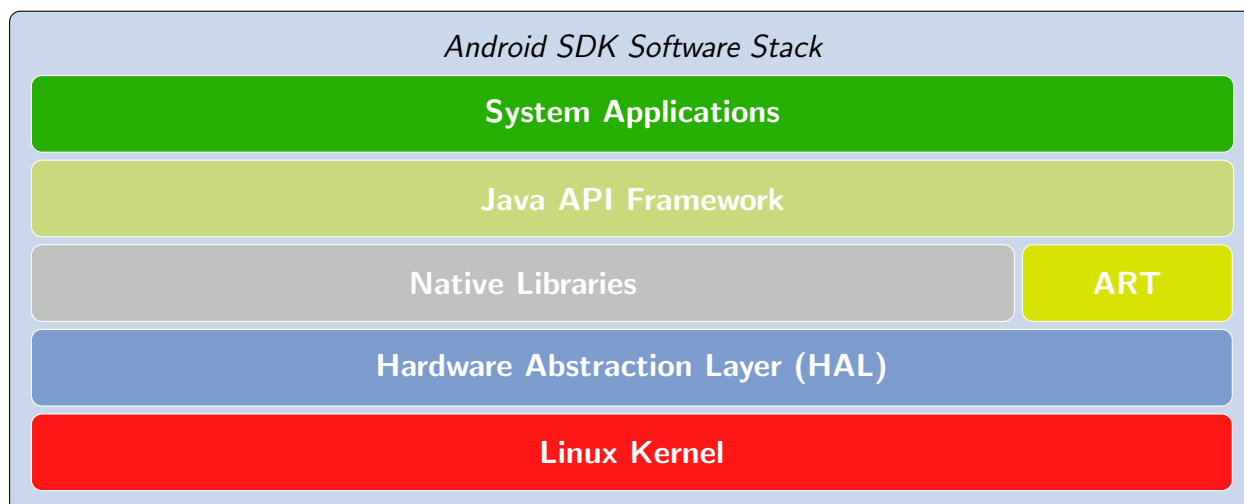 Android SDK Software Stack
System Applications
Java API Framework
Native Libraries
ART
Hardware Abstraction Layer (HAL)
Linux Kernel